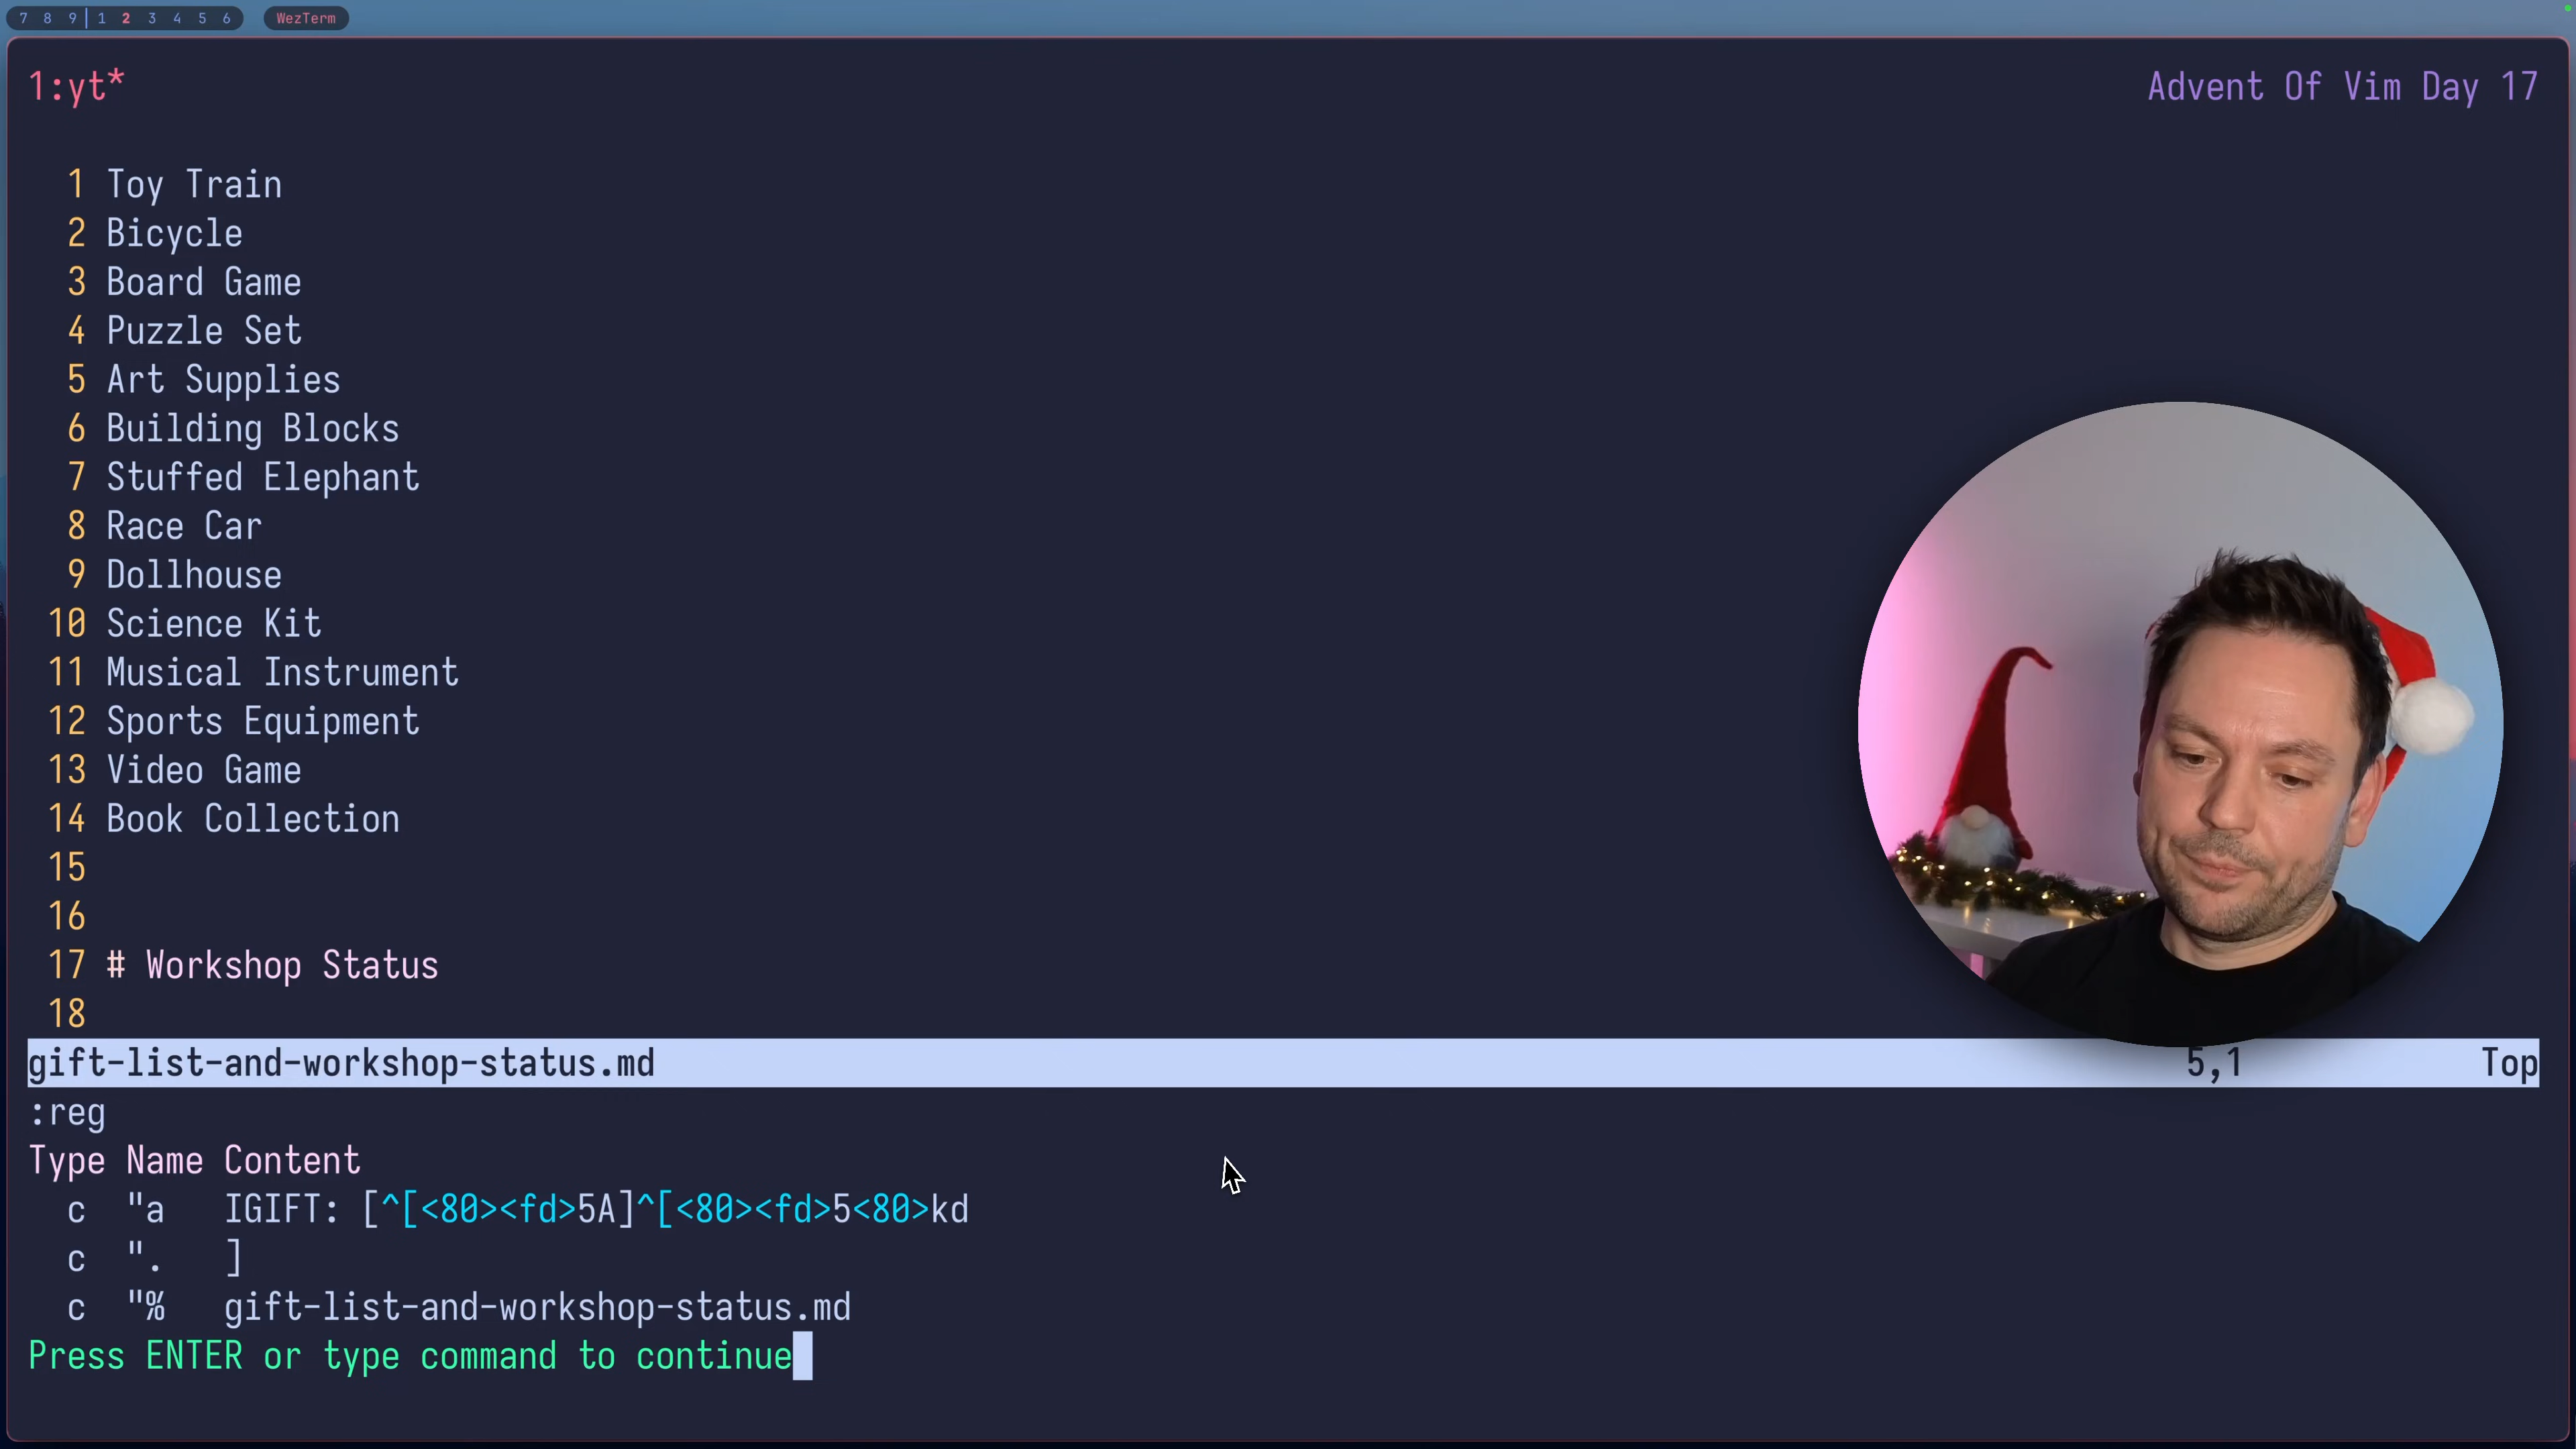 7 8 9 | 1 2 3 4 5 6 WezTerm
1:yt* Advent Of Vim Day 17
1 Toy Train
2 Bicycle
3 Board Game
4 Puzzle Set
5 Art Supplies
6 Building Blocks
7 Stuffed Elephant
8 Race Car
9 Dollhouse
10 Science Kit
11 Musical Instrument
12 Sports Equipment
13 Video Game
14 Book Collection
15
16
17 # Workshop Status
18
gift-list-and-workshop-status.md 5,1 Top
:reg
Type Name Content
c "a IGIFT: [^[<80><fd>5A]^[<80><fd>5<80>kd
c ". ]
c "% gift-list-and-workshop-status.md
Press ENTER or type command to continue